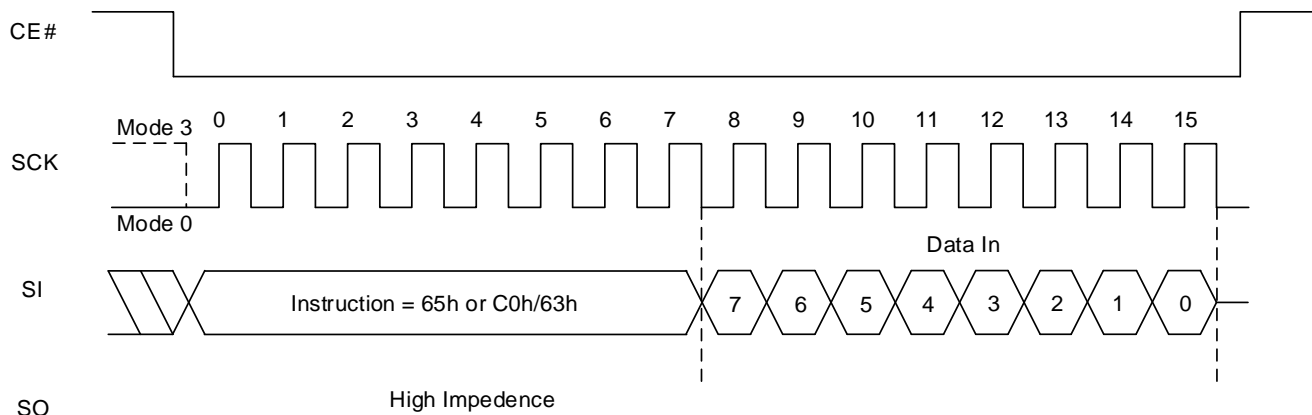 CE#
Mode 3
0 1 2 3 4 5 6 7 8 9 10 11 12 13 14 15
SCK
Mode 0
Data In
SI
Instruction = 65h or C0h/63h
7 6 5 4 3 2 1 0
High Impedence
SO